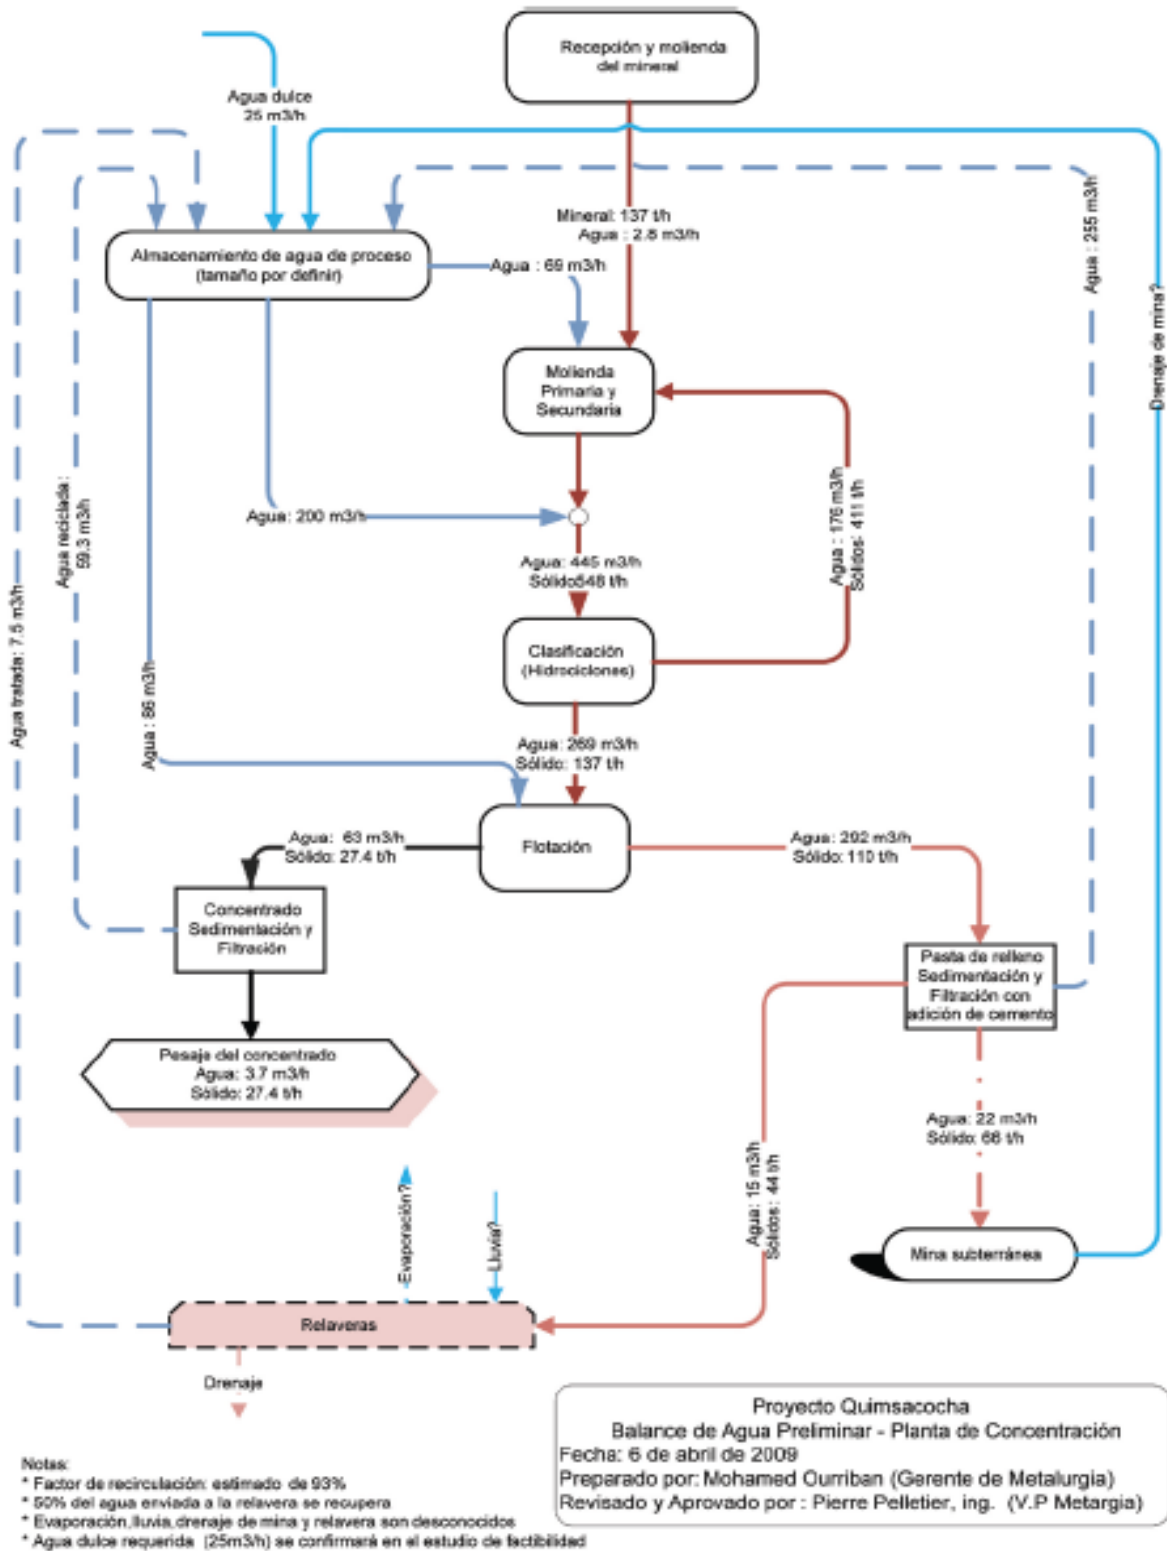 Recepción y molienda
del mineral
Agua dulce
25 m3/h
Mineral: 137 t/h
Agua : 2.8 m3/h
Agua : 255 m3/h
Drenaje de mina?
Almacenamiento de agua de proceso
(tamaño por definir)
Agua : 69 m3/h
Molienda
Primaria y
Secundaria
Agua reciclada:
59.3 m3/h
Agua: 200 m3/h
Agua : 176 m3/h
Sólidos: 411 t/h
Agua: 445 m3/h
Sólido548 t/h
Agua tratada: 7.5 m3/h
Clasificación
(Hidrociclones)
Agua : 86 m3/h
Agua: 269 m3/h
Sólido: 137 t/h
Agua: 63 m3/h
Sólido: 27.4 t/h
Flotación
Agua: 292 m3/h
Sólido: 110 t/h
Concentrado
Sedimentación y
Filtración
Pasta de relleno
Sedimentación y
Filtración con
adición de cemento
Pesaje del concentrado
Agua: 3.7 m3/h
Sólido: 27.4 t/h
Agua: 22 m3/h
Sólido: 66 t/h
Agua: 15 m3/h
Sólidos : 44 t/h
Evaporación?
Lluvia?
Mina subterránea
Relaveras
Drenaje
Proyecto Quimsacocha
Balance de Agua Preliminar - Planta de Concentración
Fecha: 6 de abril de 2009
Preparado por: Mohamed Ourriban (Gerente de Metalurgia)
Revisado y Aprovado por : Pierre Pelletier, ing. (V.P Metargia)
Notas:
* Factor de recirculación: estimado de 93%
* 50% del agua enviada a la relavera se recupera
* Evaporación, lluvia, drenaje de mina y relavera son desconocidos
* Agua dulce requerida (25m3/h) se confirmará en el estudio de factibilidad